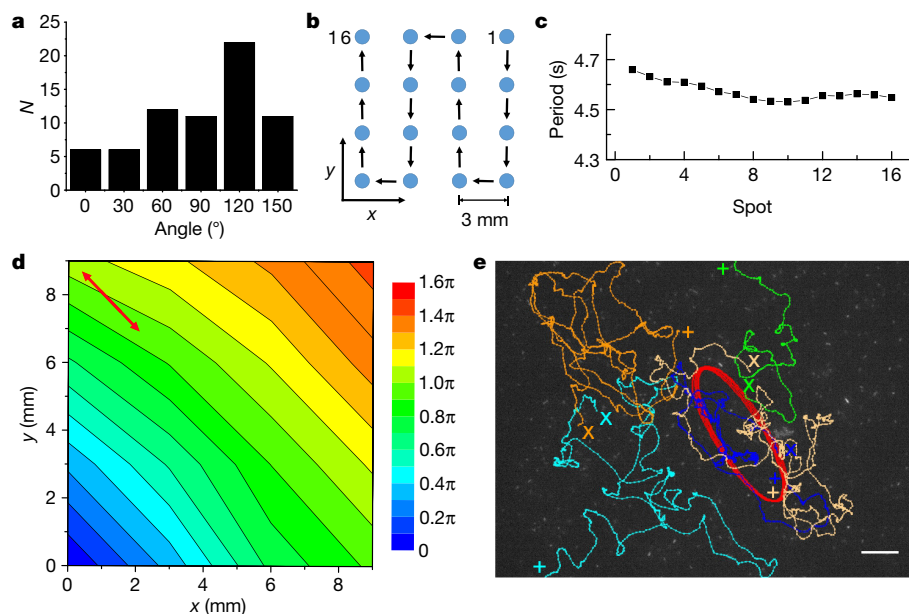 a
25
20
15
10
5
0
N
0 30 60 90 120 150
Angle (°)
b
16 1
y
x
3 mm
c
4.7
4.5
4.3
Period (s)
0 4 8 12 16
Spot
d
8
6
4
2
0
y (mm)
0 2 4 6 8
x (mm)
1.6π
1.4π
1.2π
1.0π
0.8π
0.6π
0.4π
0.2π
0
e
+
+
x
x
x
x
x
+
+
+